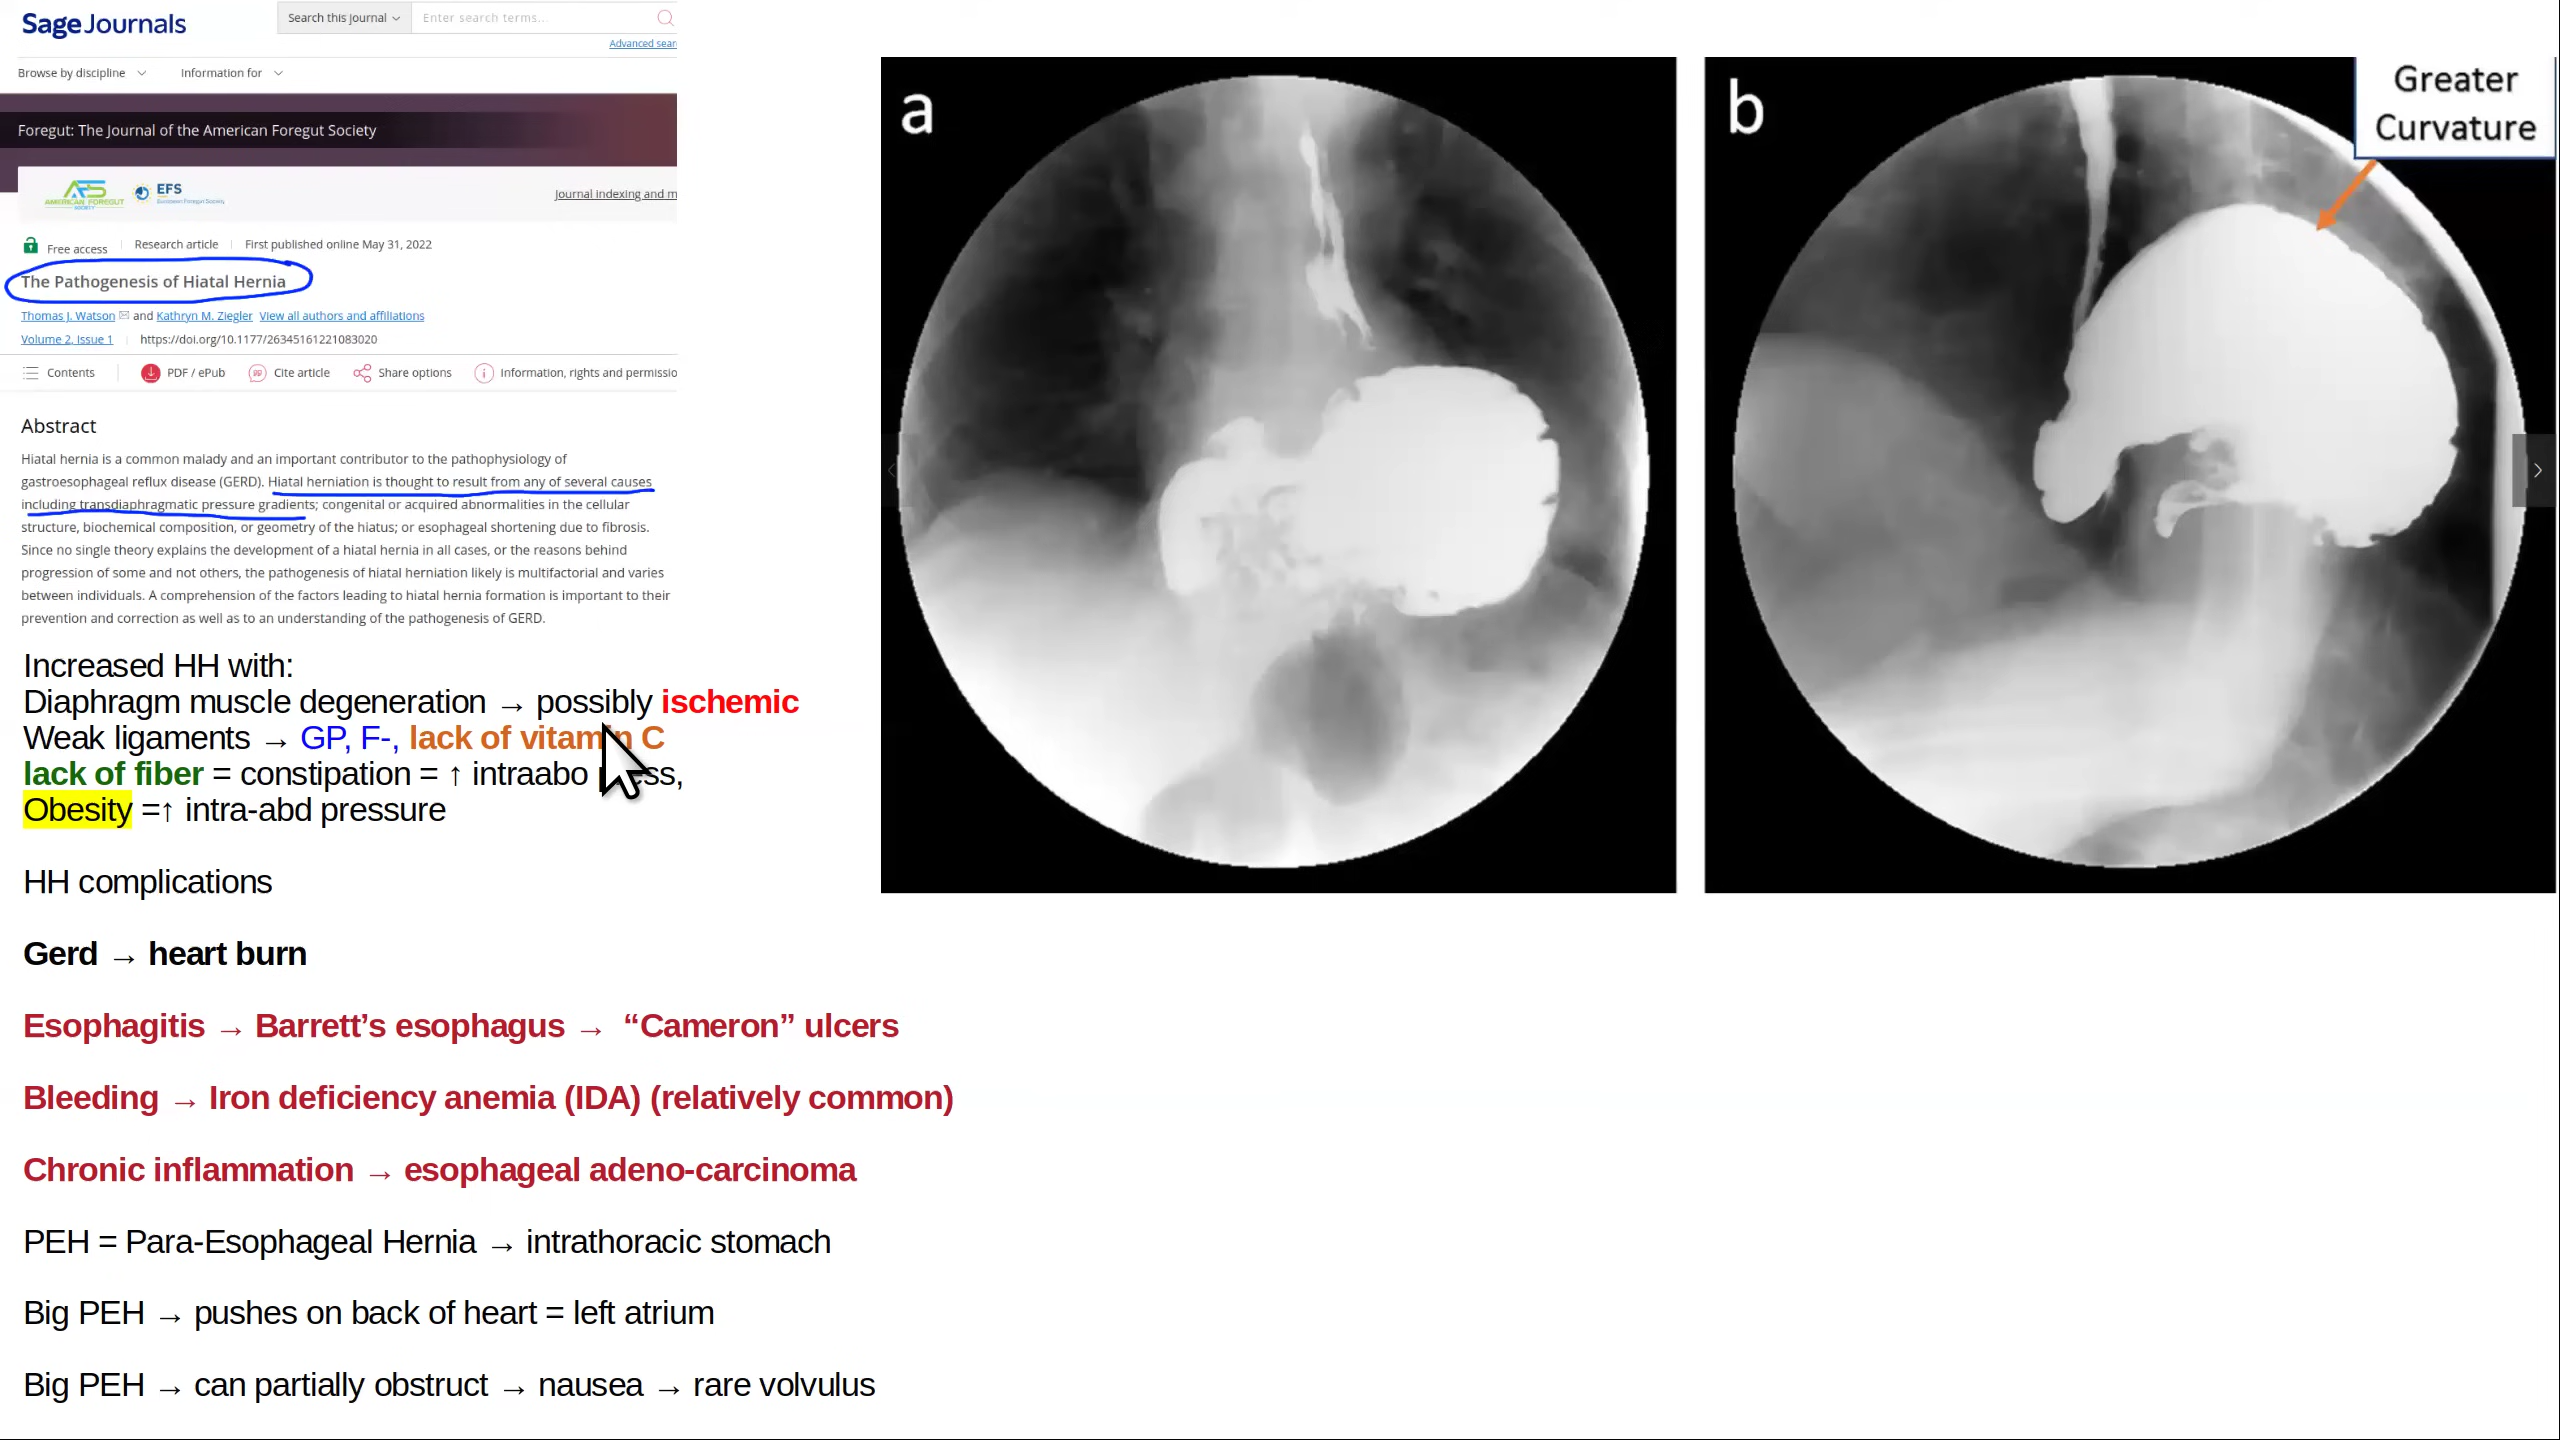 Sage Journals
Search this journal
Enter search terms...
Advanced sear
Browse by discipline
Information for
Foregut: The Journal of the American Foregut Society
AFS
AMERICAN FOREGUT
SOCIETY
EFS
European Foregut Society
Journal indexing and m
Free access
Research article
First published online May 31, 2022
The Pathogenesis of Hiatal Hernia
Thomas J. Watson and Kathryn M. Ziegler View all authors and affiliations
Volume 2, Issue 1
https://doi.org/10.1177/26345161221083020
Contents
PDF / ePub
Cite article
Share options
Information, rights and permissio
Abstract
Hiatal hernia is a common malady and an important contributor to the pathophysiology of
gastroesophageal reflux disease (GERD). Hiatal herniation is thought to result from any of several causes
including transdiaphragmatic pressure gradients; congenital or acquired abnormalities in the cellular
structure, biochemical composition, or geometry of the hiatus; or esophageal shortening due to fibrosis.
Since no single theory explains the development of a hiatal hernia in all cases, or the reasons behind
progression of some and not others, the pathogenesis of hiatal herniation likely is multifactorial and varies
between individuals. A comprehension of the factors leading to hiatal hernia formation is important to their
prevention and correction as well as to an understanding of the pathogenesis of GERD.
Increased HH with:
Diaphragm muscle degeneration → possibly ischemic
Weak ligaments → GP, F-, lack of vitamin C
lack of fiber = constipation = ↑ intraabo press,
Obesity =↑ intra-abd pressure
HH complications
Gerd → heart burn
Esophagitis → Barrett's esophagus → “Cameron” ulcers
Bleeding → Iron deficiency anemia (IDA) (relatively common)
Chronic inflammation → esophageal adeno-carcinoma
PEH = Para-Esophageal Hernia → intrathoracic stomach
Big PEH → pushes on back of heart = left atrium
Big PEH → can partially obstruct → nausea → rare volvulus
a
b
Greater
Curvature